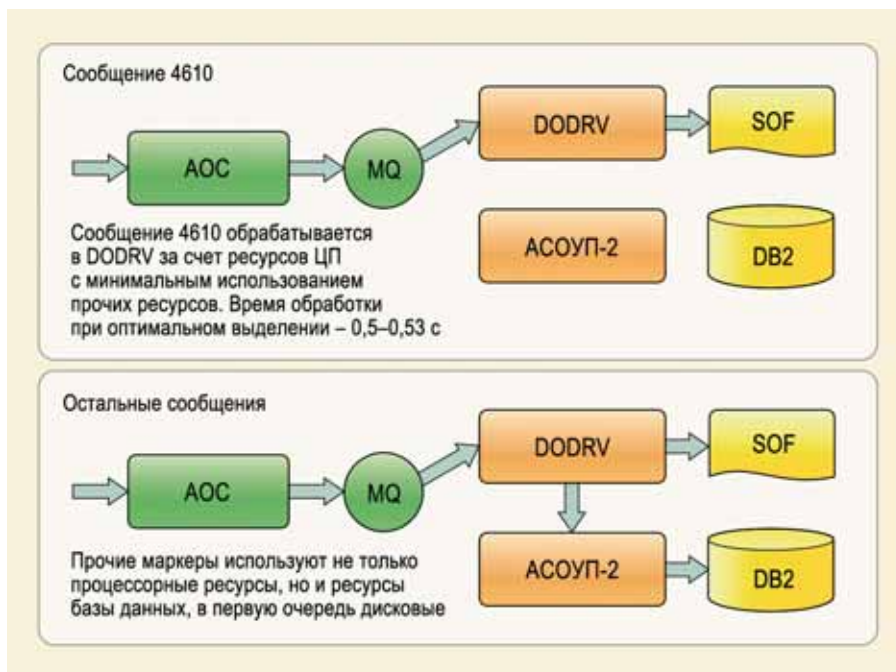 Сообщение 4610
DODRV
SOF
АОС
MQ
АСОУП-2
DB2
Сообщение 4610 обрабатывается
в DODRV за счет ресурсов ЦП
с минимальным использованием
прочих ресурсов. Время обработки
при оптимальном выделении – 0,5–0,53 с
Остальные сообщения
DODRV
SOF
АОС
MQ
АСОУП-2
DB2
Прочие маркеры используют не только
процессорные ресурсы, но и ресурсы
базы данных, в первую очередь дисковые